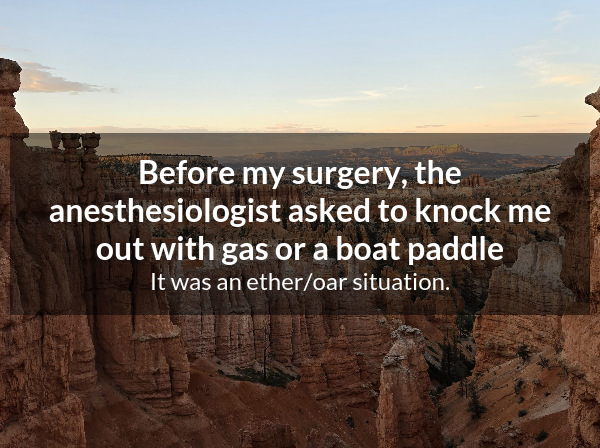 Before my surgery, the
anesthesiologist asked to knock me
out with gas or a boat paddle
It was an ether/oar situation.